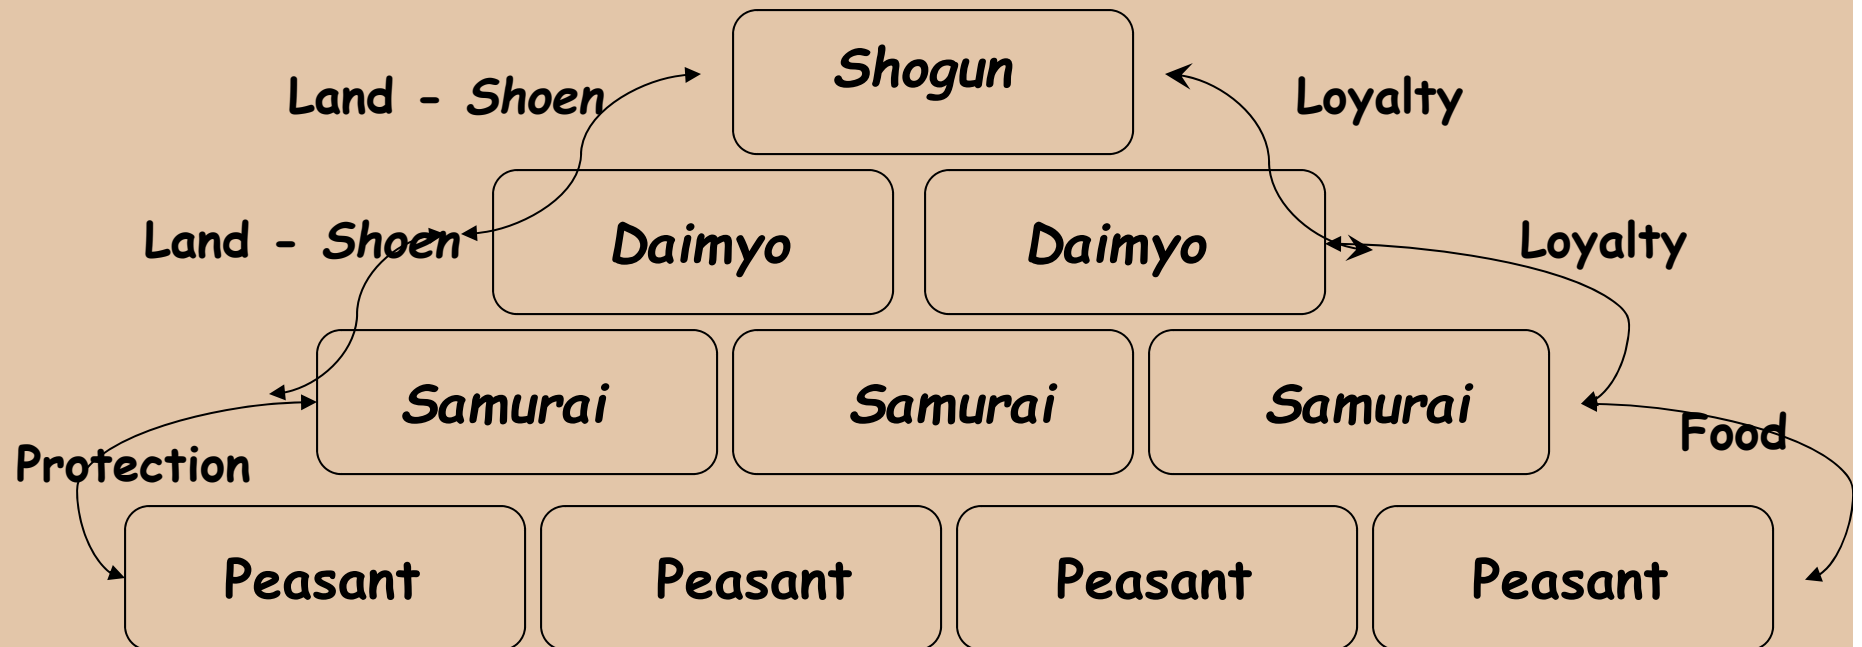 Shogun
Land - Shoen
Loyalty
Land - Shoen
Daimyo
Daimyo
Loyalty
Samurai
Samurai
Samurai
Food
Protection
Peasant
Peasant
Peasant
Peasant